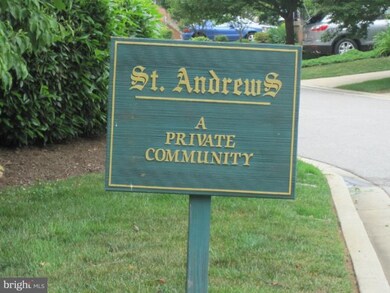 St. AndrewS
A
PRIVATE
COMMUNITY
bright MLS